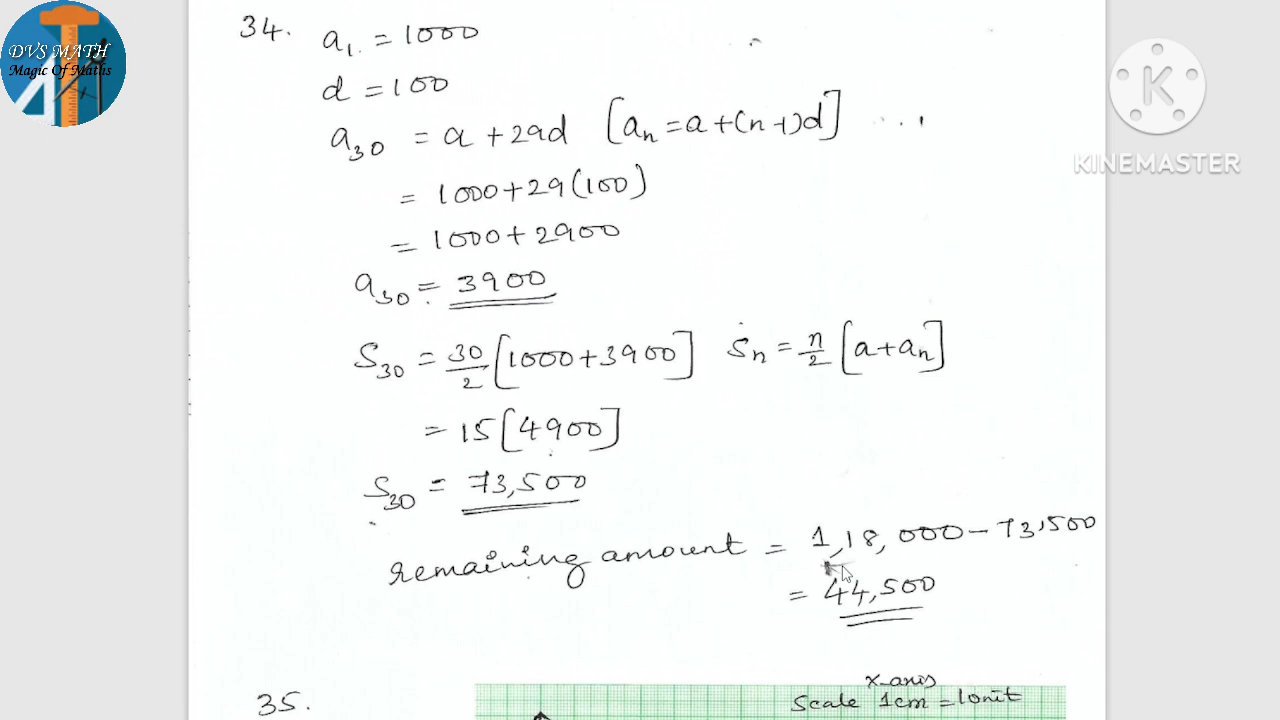 DVS MATH
Magic Of Maths
K
KINEMASTER
34. a₁. = 1000
d = 100
a₃₀ = a + 29d [aₙ = a + (n-1)d]
= 1000 + 29(100)
= 1000 + 2900
a₃₀ = 3900
S₃₀ = 30/2 [1000 + 3900] Sₙ = n/2 [a + aₙ]
= 15[4900]
S₃₀ = 73,500
remaining amount = 1,18,000 - 73,500
= 44,500
35.
x-axis
Scale 1cm = 1unit